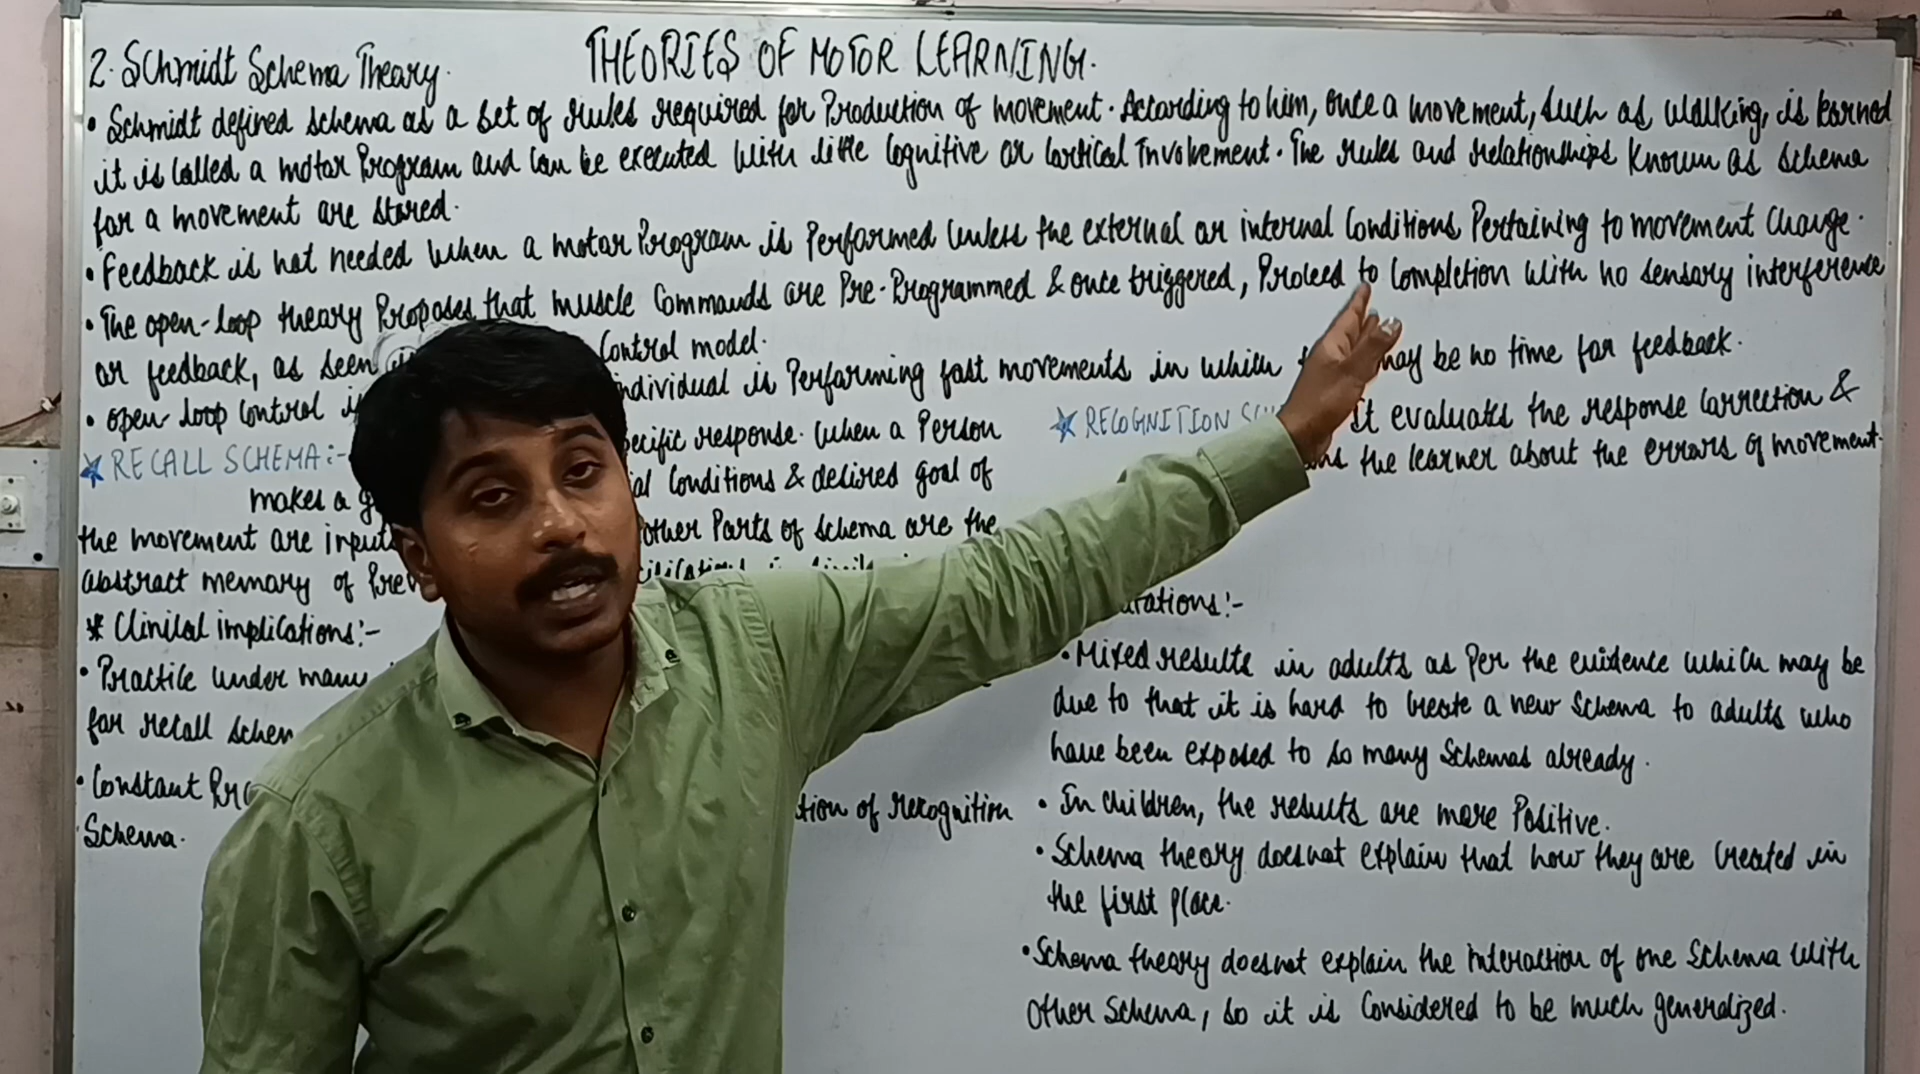 THEORIES OF MOTOR LEARNING.
2. Schmidt Schema Theory.
• Schmidt defined schema as a set of rules required for Production of movement. According to him, once a movement, such as walking, is learned
it is called a motor Program and can be executed with little cognitive or cortical Involvement. The rules and relationships known as schema
for a movement are stored.
• Feedback is not needed when a motor Program is Performed unless the external or internal Conditions Pertaining to movement change.
• The open-loop theory Proposes that muscle Commands are Pre-Programmed & once triggered, Proceed to Completion with no sensory interference
or feedback, as seen Control model.
• open-loop control individual is Performing fast movements in which may be no time for feedback.
★ RECALL SCHEMA:- response. When a Person
makes a Conditions & desired goal of
the movement are other Parts of schema are the
abstract memory of
* Clinical implications:-
• Practice under
for recall
• Constant
Schema.
of recognition
★ RECOGNITION It evaluates the response correction &
the learner about the errors of movement.
• Mixed results in adults as Per the evidence which may be
due to that it is hard to create a new Schema to adults who
have been exposed to so many Schemas already.
• In children, the results are more Positive.
• Schema theory doesnot explain that how they are created in
the first place.
• Schema theory doesnot explain the interaction of one Schema with
other Schema, so it is Considered to be much generalized.